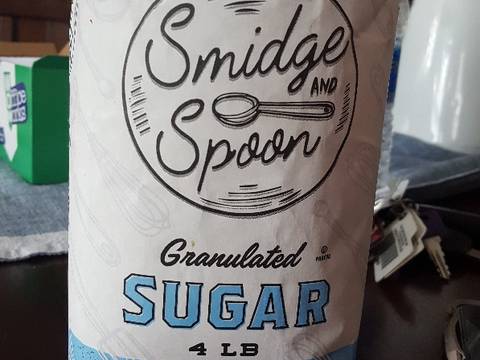 Smidge
AND
Spoon
Granulated
SUGAR
4 LB